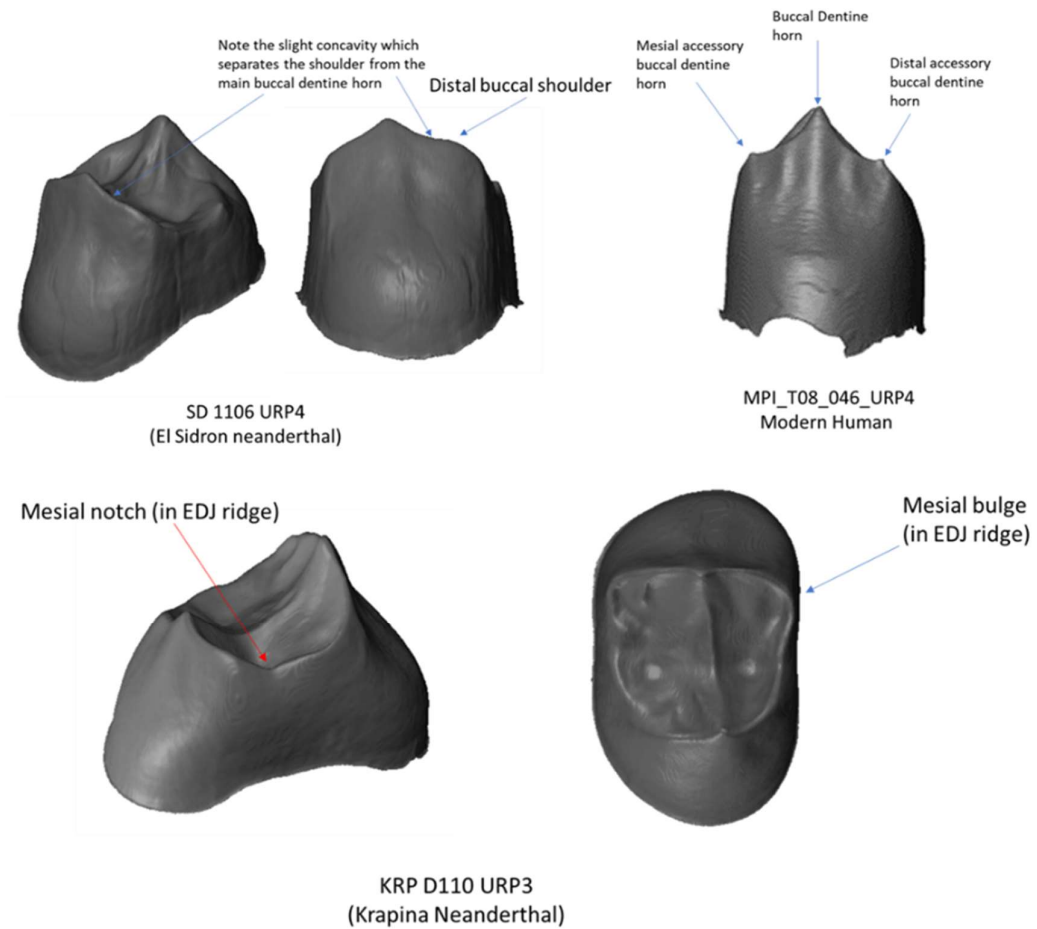 Note the slight concavity which
separates the shoulder from the
main buccal dentine horn
Distal buccal shoulder
Buccal Dentine
horn
Mesial accessory
buccal dentine
horn
Distal accessory
buccal dentine
horn
SD 1106 URP4
(El Sidron neanderthal)
MPI_T08_046_URP4
Modern Human
Mesial notch (in EDJ ridge)
Mesial bulge
(in EDJ ridge)
KRP D110 URP3
(Krapina Neanderthal)